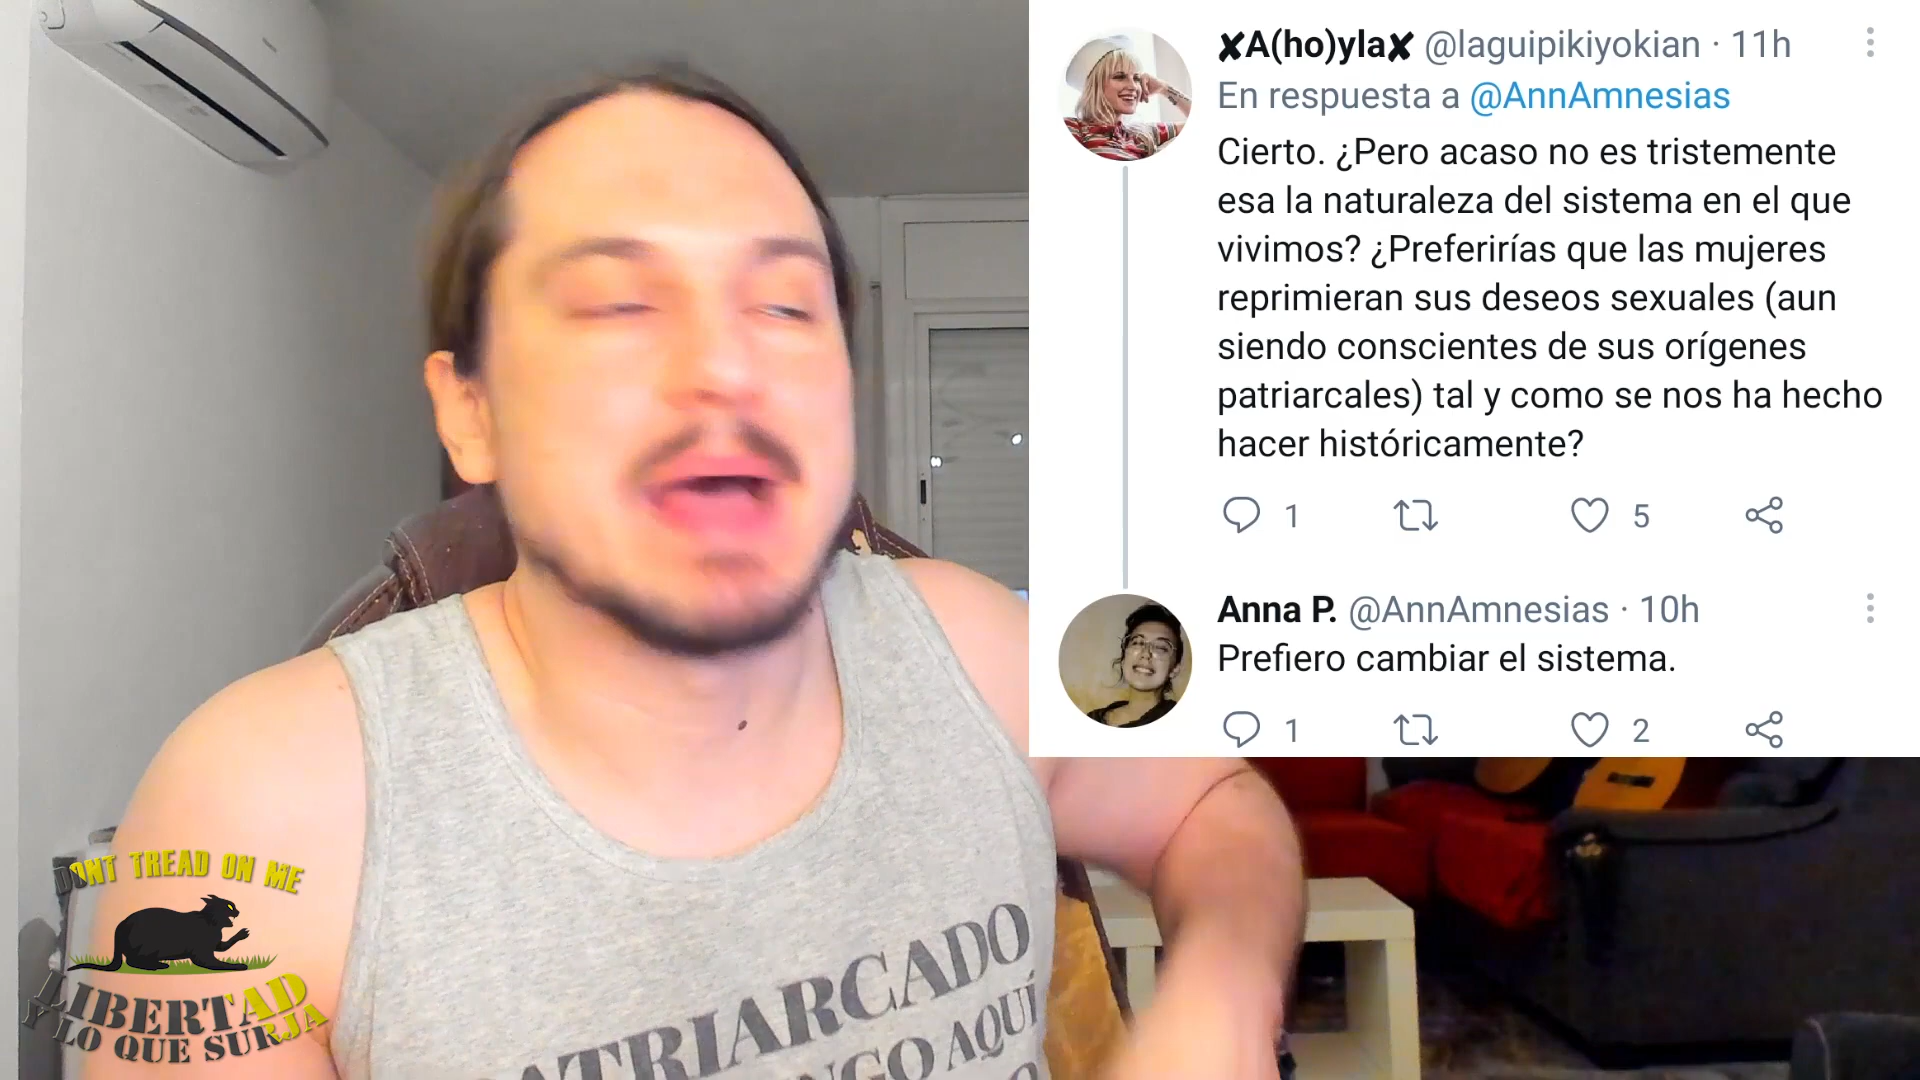 ✘A(ho)yla✘ @laguipikiyokian · 11h
En respuesta a @AnnAmnesias
Cierto. ¿Pero acaso no es tristemente
esa la naturaleza del sistema en el que
vivimos? ¿Preferirías que las mujeres
reprimieran sus deseos sexuales (aun
siendo conscientes de sus orígenes
patriarcales) tal y como se nos ha hecho
hacer históricamente?
1 5
Anna P. @AnnAmnesias · 10h
Prefiero cambiar el sistema.
1 2
DONT TREAD ON ME
LIBERTAD
Y LO QUE SURJA
AQUÍ